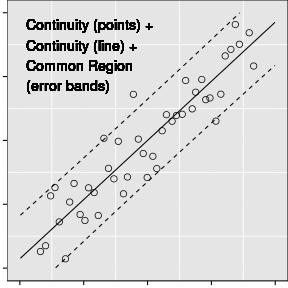 Continuity (points) +
Continuity (line) +
Common Region
(error bands)